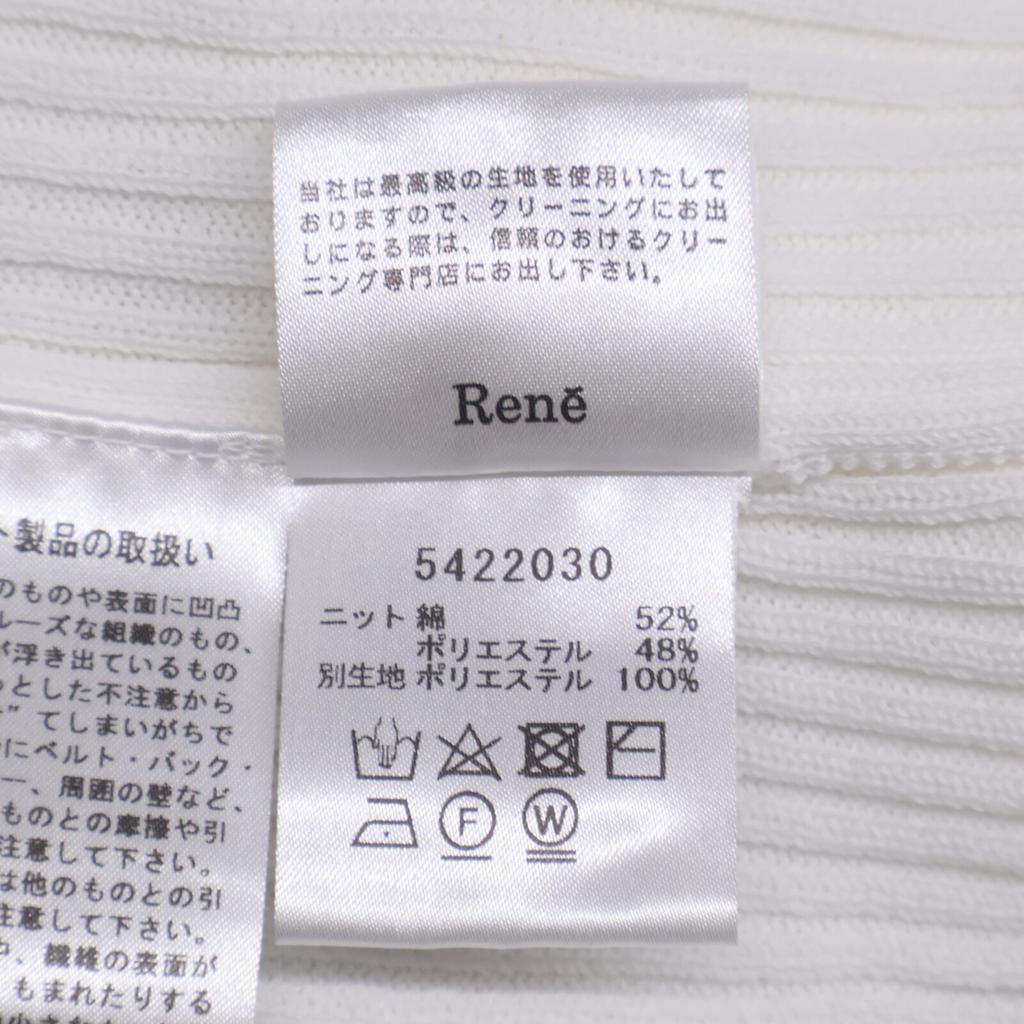 当社は最高級の生地を使用いたして
おりますので、クリーニングにお出
しになる際は、信頼のおけるクリー
ニング専門店にお出し下さい。
Renĕ
5422030
ニット 綿 52%
ポリエステル 48%
別生地 ポリエステル 100%
F W
製品の取扱い
のものや表面に凹凸
ルーズな組織のもの、
が浮き出ているもの
っとした不注意から
” てしまいがちで
にベルト・バック・
ー、周囲の壁など、
ものとの摩擦や引
注意して下さい。
は他のものとの引
注意して下さい。
、繊維の表面が
もまれたりする